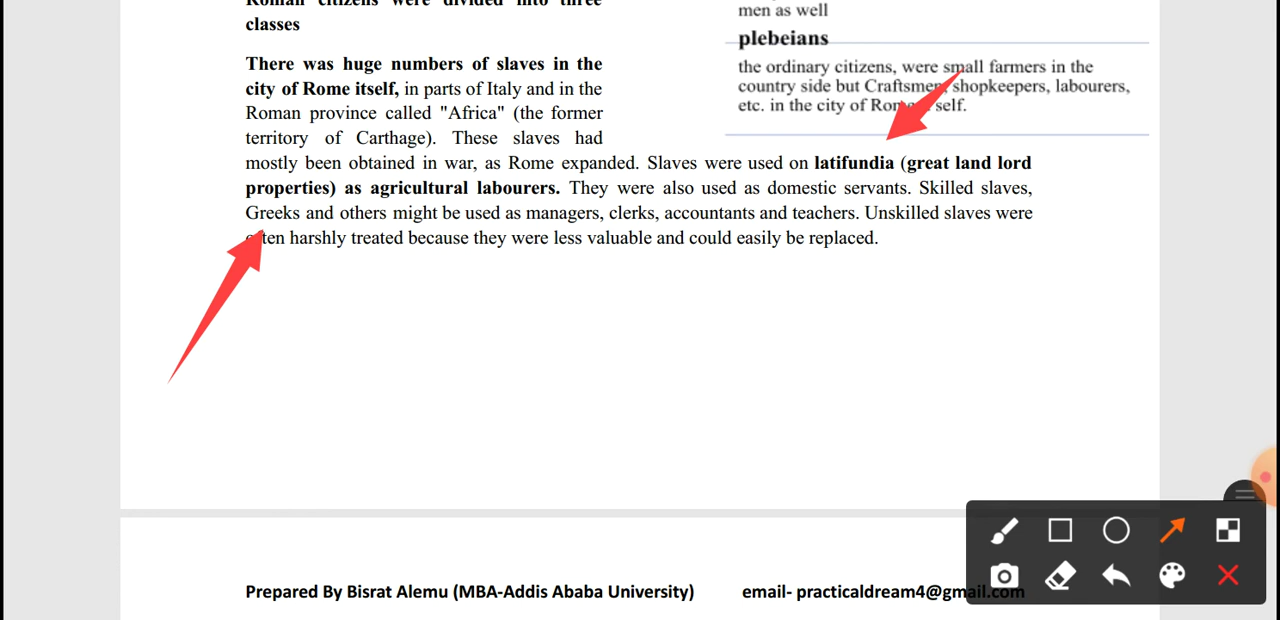 Roman citizens were divided into three
classes
There was huge numbers of slaves in the
city of Rome itself, in parts of Italy and in the
Roman province called "Africa" (the former
territory of Carthage). These slaves had
mostly been obtained in war, as Rome expanded. Slaves were used on latifundia (great land lord
properties) as agricultural labourers. They were also used as domestic servants. Skilled slaves,
Greeks and others might be used as managers, clerks, accountants and teachers. Unskilled slaves were
often harshly treated because they were less valuable and could easily be replaced.
men as well
plebeians
the ordinary citizens, were small farmers in the
country side but Craftsmen, shopkeepers, labourers,
etc. in the city of Rome self.
Prepared By Bisrat Alemu (MBA-Addis Ababa University) email- practicaldream4@gmail.com